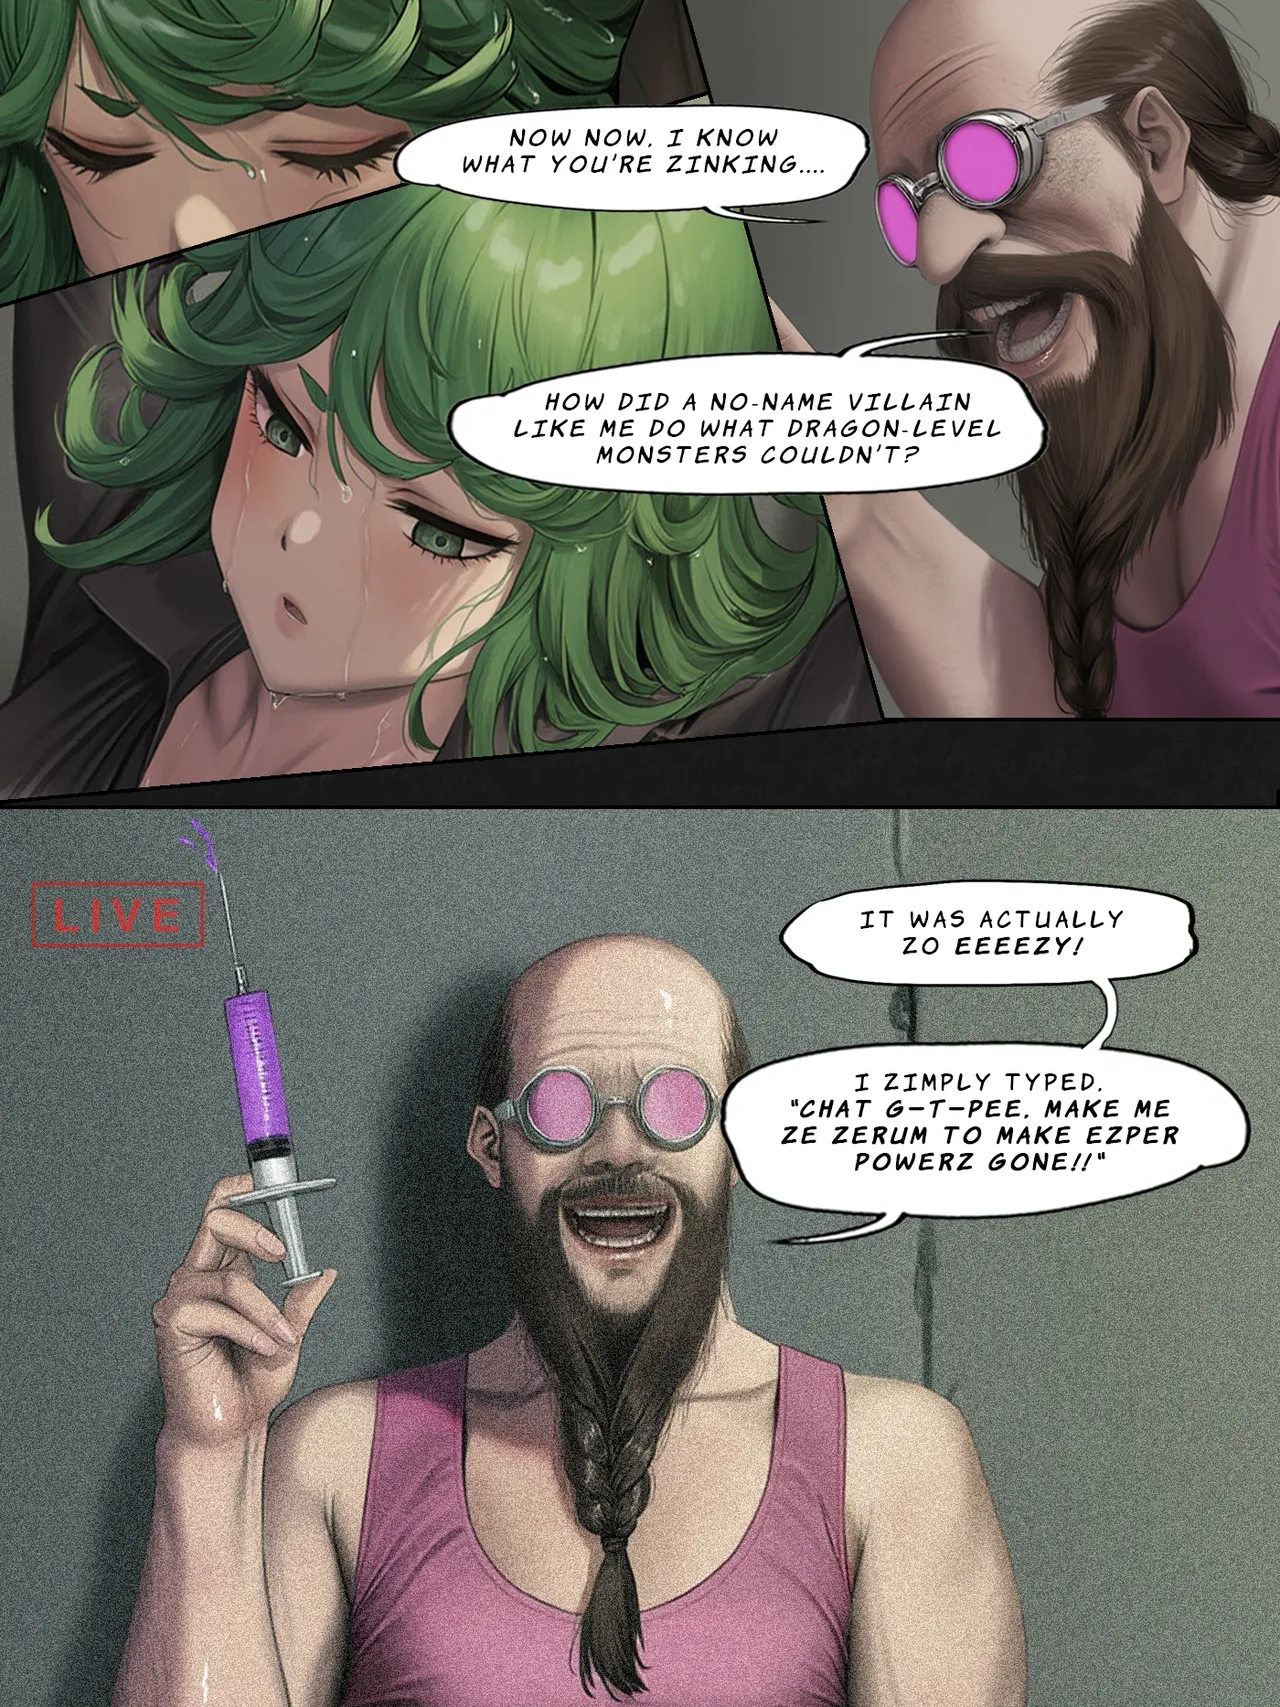 NOW NOW. I KNOW
WHAT YOU'RE ZINKING....
HOW DID A NO-NAME VILLAIN
LIKE ME DO WHAT DRAGON-LEVEL
MONSTERS COULDN'T?
LIVE
IT WAS ACTUALLY
ZO EEEEZY!
I ZIMPLY TYPED.
"CHAT G-T-PEE. MAKE ME
ZE ZERUM TO MAKE EZPER
POWERZ GONE!!"